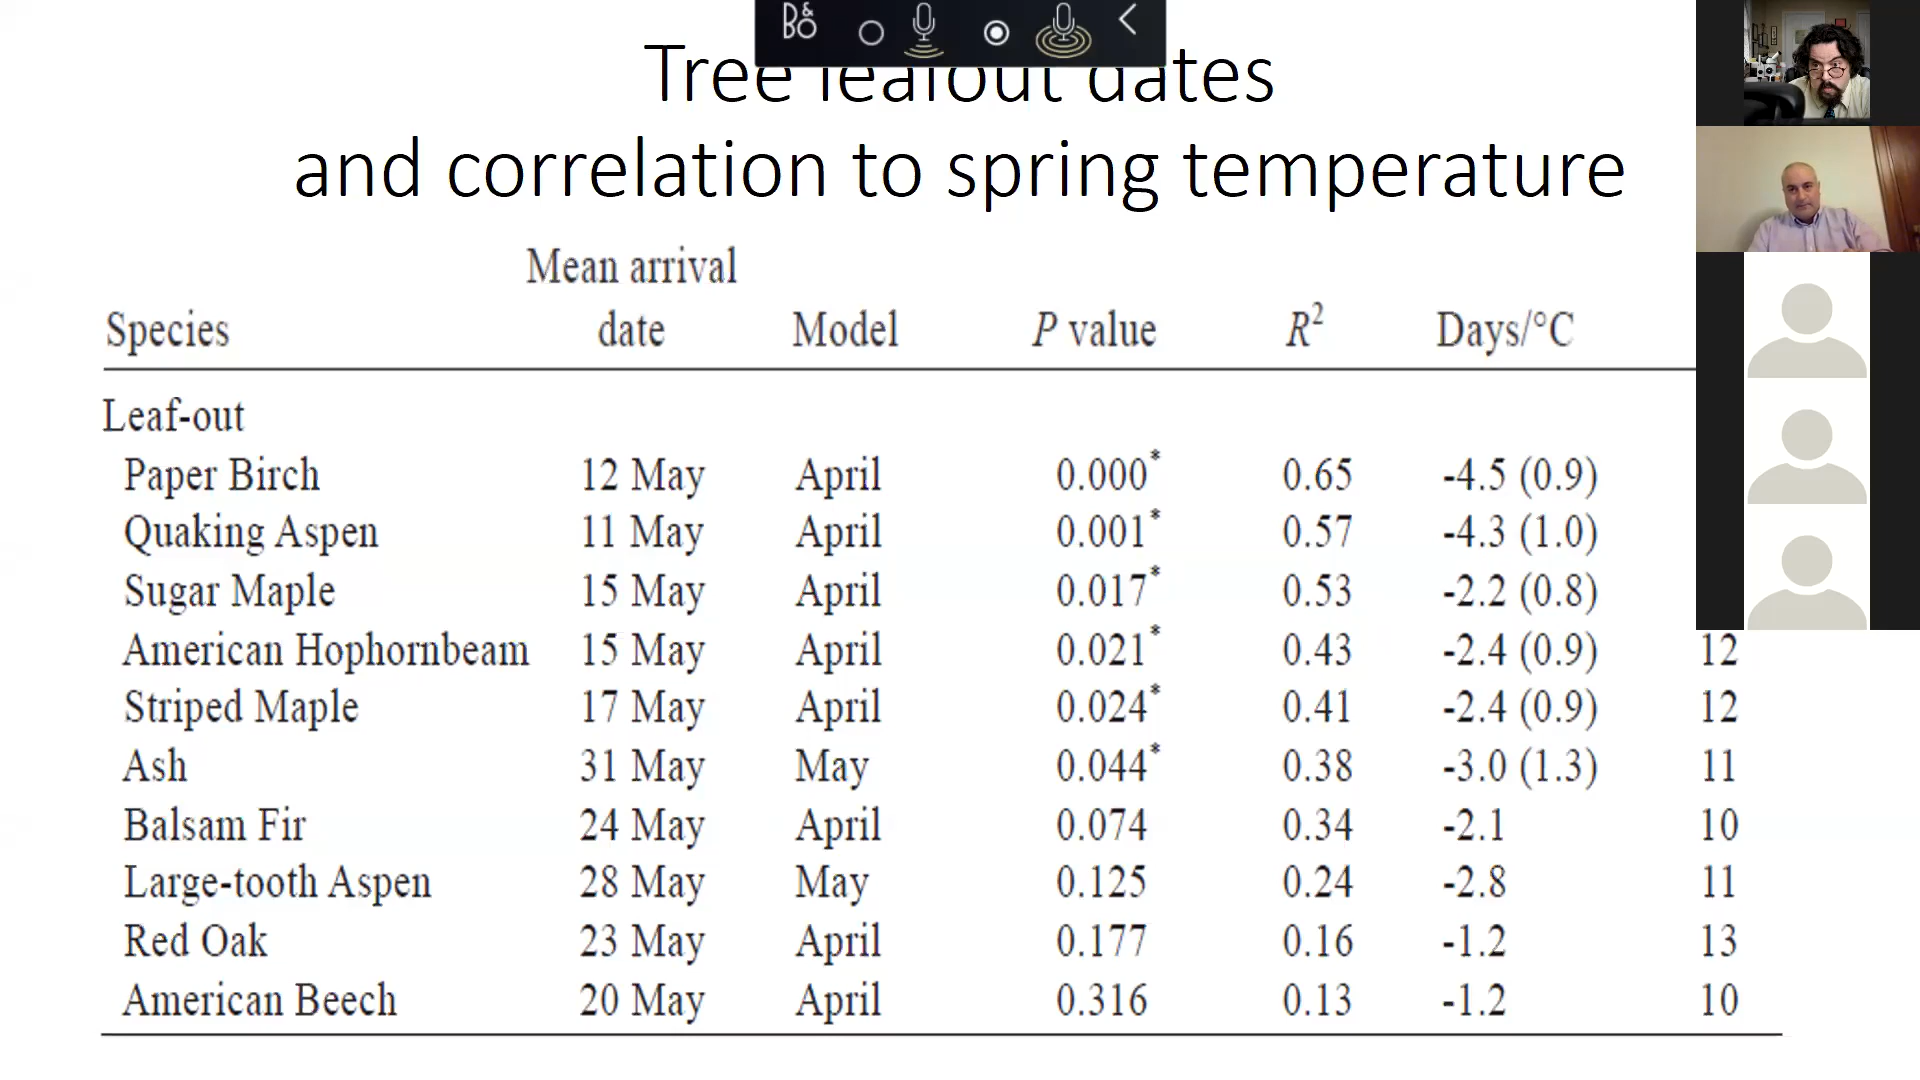 B&O
Tree leafout dates
and correlation to spring temperature
Mean arrival
Species date Model P value R² Days/°C
Leaf-out
Paper Birch 12 May April 0.000* 0.65 -4.5 (0.9)
Quaking Aspen 11 May April 0.001* 0.57 -4.3 (1.0)
Sugar Maple 15 May April 0.017* 0.53 -2.2 (0.8)
American Hophornbeam 15 May April 0.021* 0.43 -2.4 (0.9) 12
Striped Maple 17 May April 0.024* 0.41 -2.4 (0.9) 12
Ash 31 May May 0.044* 0.38 -3.0 (1.3) 11
Balsam Fir 24 May April 0.074 0.34 -2.1 10
Large-tooth Aspen 28 May May 0.125 0.24 -2.8 11
Red Oak 23 May April 0.177 0.16 -1.2 13
American Beech 20 May April 0.316 0.13 -1.2 10